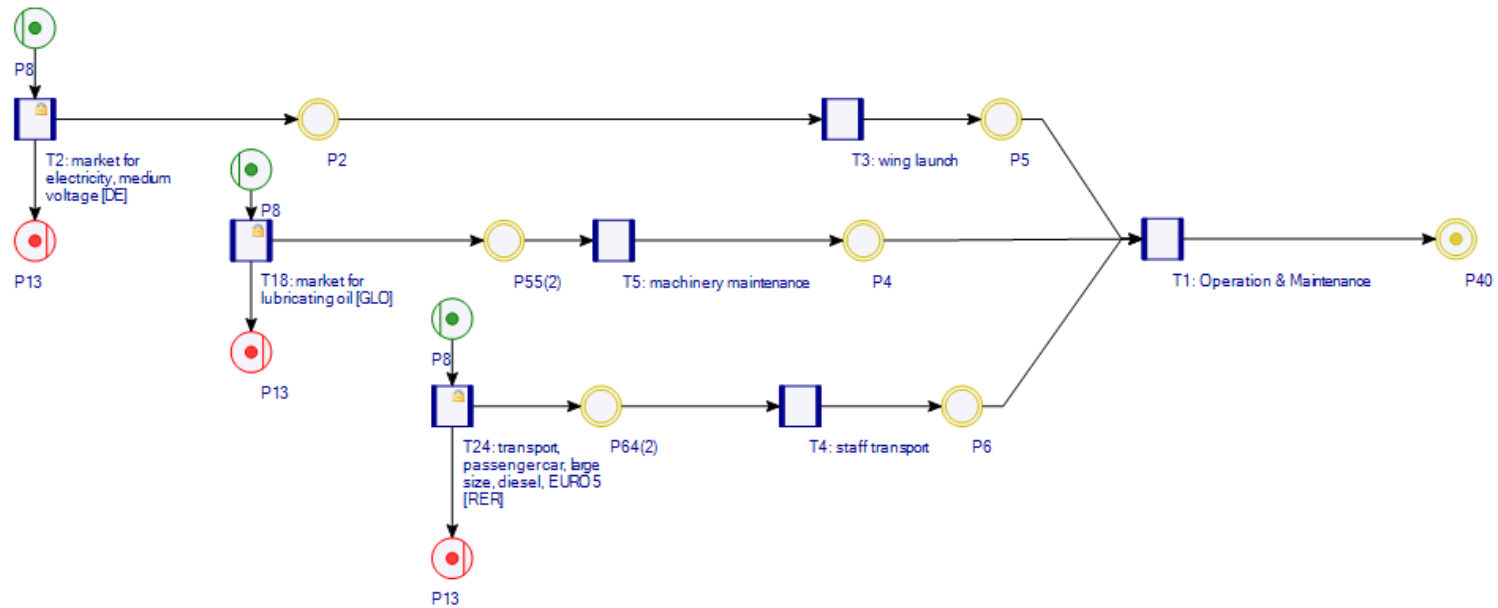 P8
P2
T3: wing launch
P5
T2: market for
electricity, medium
voltage [DE]
P8
P13
T18: market for
lubricating oil [GLO]
P55(2)
T5: machinery maintenance
P4
T1: Operation & Maintenance
P40
P8
P13
T24: transport,
passenger car, large
size, diesel, EURO 5
[RER]
P64(2)
T4: staff transport
P6
P13